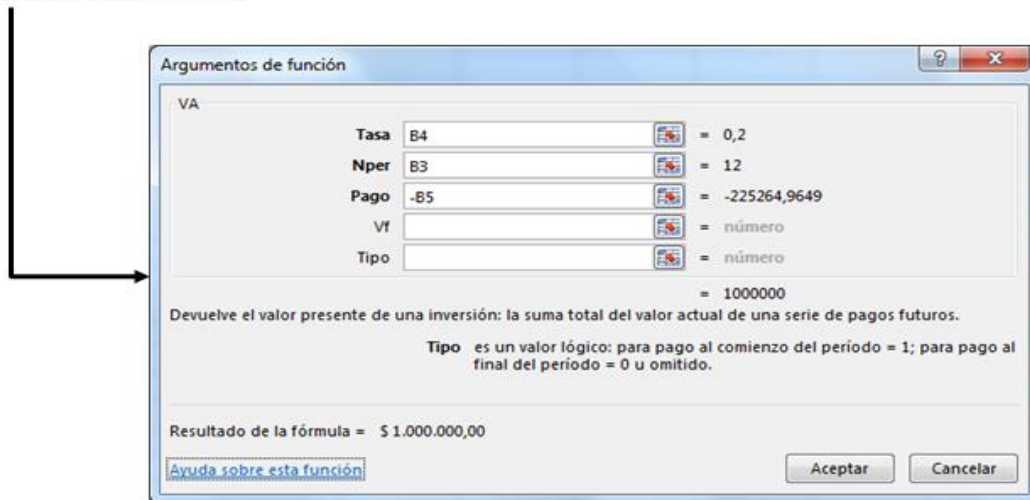 Argumentos de función
VA
Tasa B4 = 0,2
Nper B3 = 12
Pago -B5 = -225264,9649
Vf = número
Tipo = número
= 1000000
Devuelve el valor presente de una inversión: la suma total del valor actual de una serie de pagos futuros.
Tipo es un valor lógico: para pago al comienzo del período = 1; para pago al
final del período = 0 u omitido.
Resultado de la fórmula = $ 1.000.000,00
Ayuda sobre esta función
Aceptar Cancelar